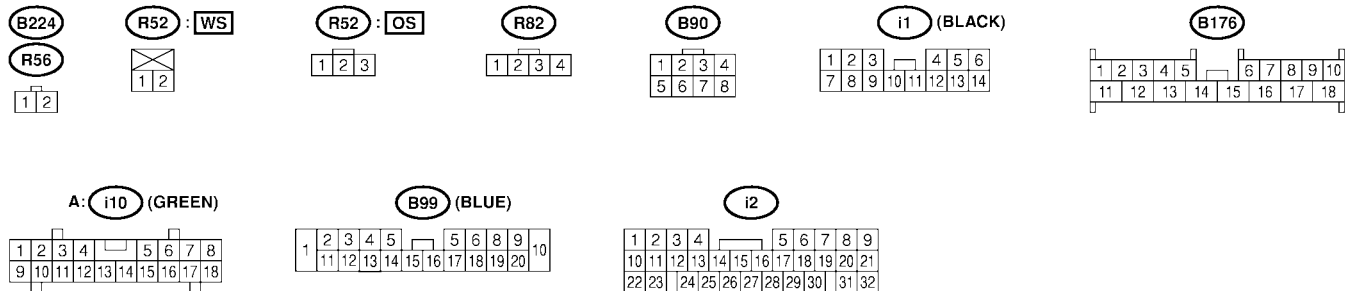 B224
R56
1 2
R52 : WS
1 2
R52 : OS
1 2 3
R82
1 2 3 4
B90
1 2 3 4
5 6 7 8
i1 (BLACK)
1 2 3 4 5 6
7 8 9 10 11 12 13 14
B176
1 2 3 4 5 6 7 8 9 10
11 12 13 14 15 16 17 18
A: i10 (GREEN)
1 2 3 4 5 6 7 8
9 10 11 12 13 14 15 16 17 18
B99 (BLUE)
1 2 3 4 5 5 6 8 9 10
11 12 13 14 15 16 17 18 19 20
i2
1 2 3 4 5 6 7 8 9
10 11 12 13 14 15 16 17 18 19 20 21
22 23 24 25 26 27 28 29 30 31 32